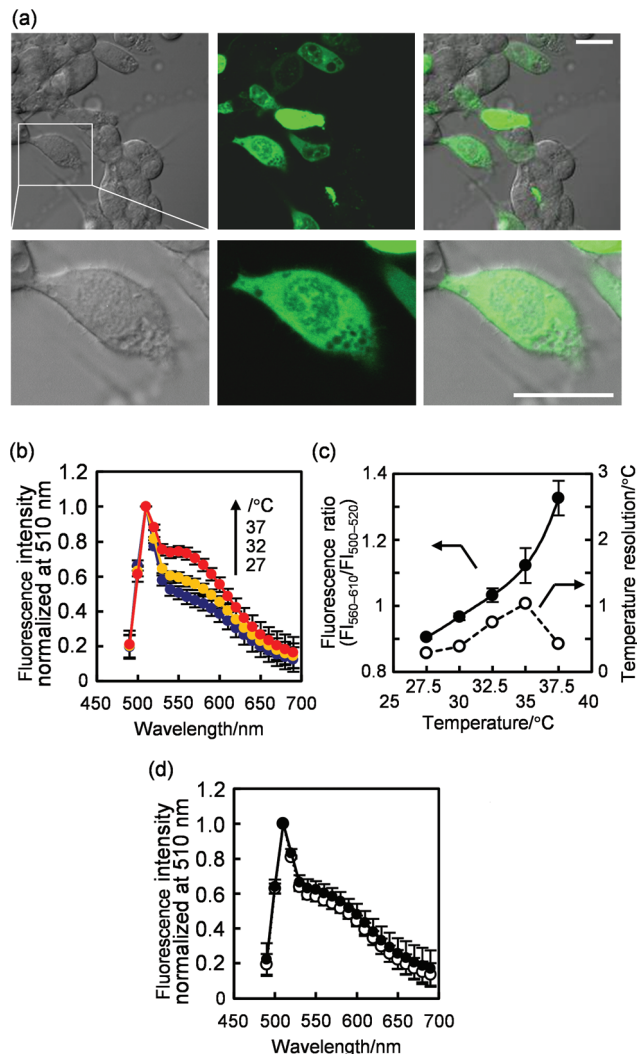 (a)
(b)
Fluorescence intensity
normalized at 510 nm
1.2
1.0
0.8
0.6
0.4
0.2
0
/°C
37
32
27
450 500 550 600 650 700
Wavelength/nm
(c)
Fluorescence ratio
(FI560–610/FI500–520)
1.4
1.2
1
0.8
3
2
1
0
Temperature resolution/°C
27.5 30 32.5 35 37.5
25 40
Temperature/°C
(d)
Fluorescence intensity
normalized at 510 nm
1.0
0.8
0.6
0.4
0.2
0
450 500 550 600 650 700
Wavelength/nm